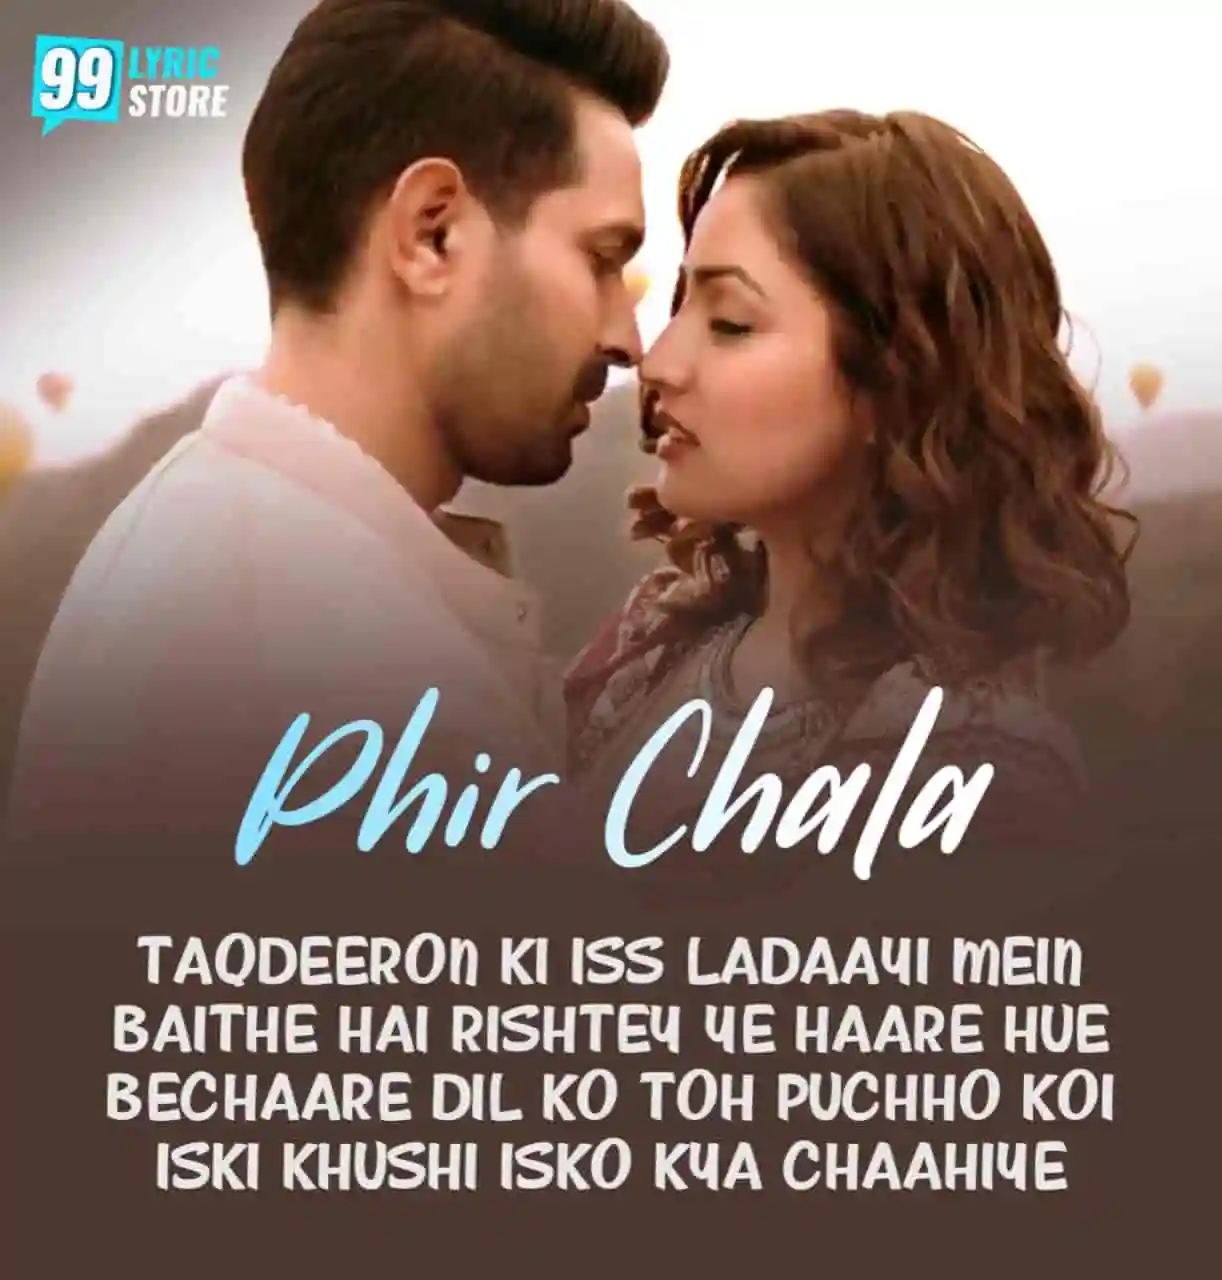 99 LYRIC
STORE
Phir Chala
TAQDEERON KI ISS LADAAYI MEIN
BAITHE HAI RISHTEY YE HAARE HUE
BECHAARE DIL KO TOH PUCHHO KOI
ISKI KHUSHI ISKO KYA CHAAHIYE